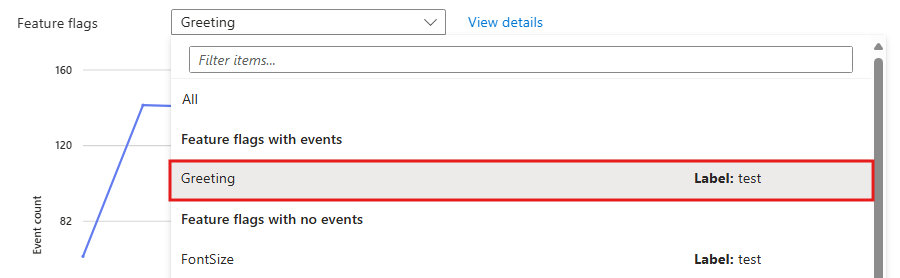 Feature flags Greeting View details
Filter items...
160
All
Feature flags with events
120
Greeting Label: test
Feature flags with no events
82
Event count
FontSize Label: test